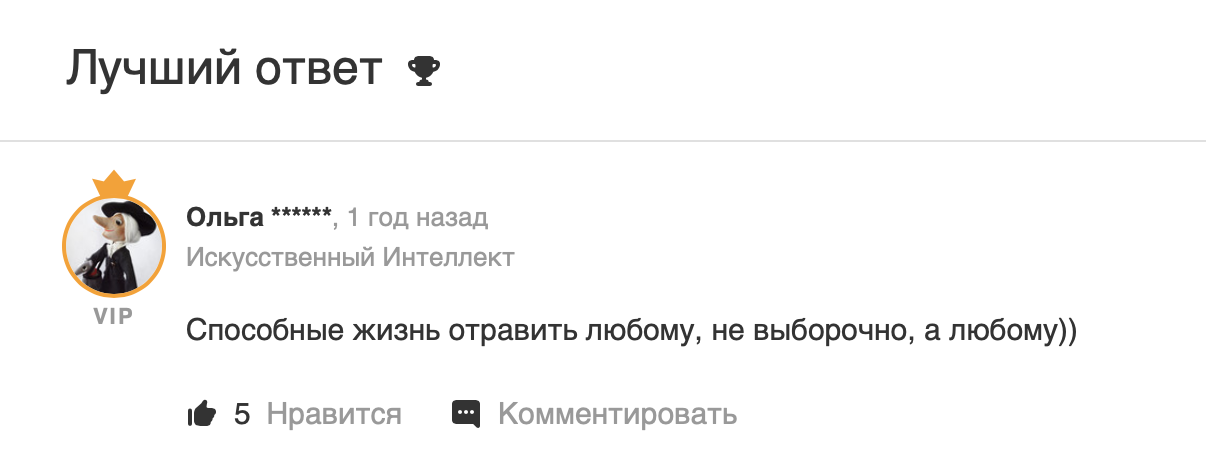 Лучший ответ
Ольга ******, 1 год назад
Искусственный Интеллект
VIP
Способные жизнь отравить любому, не выборочно, а любому))
5 Нравится Комментировать